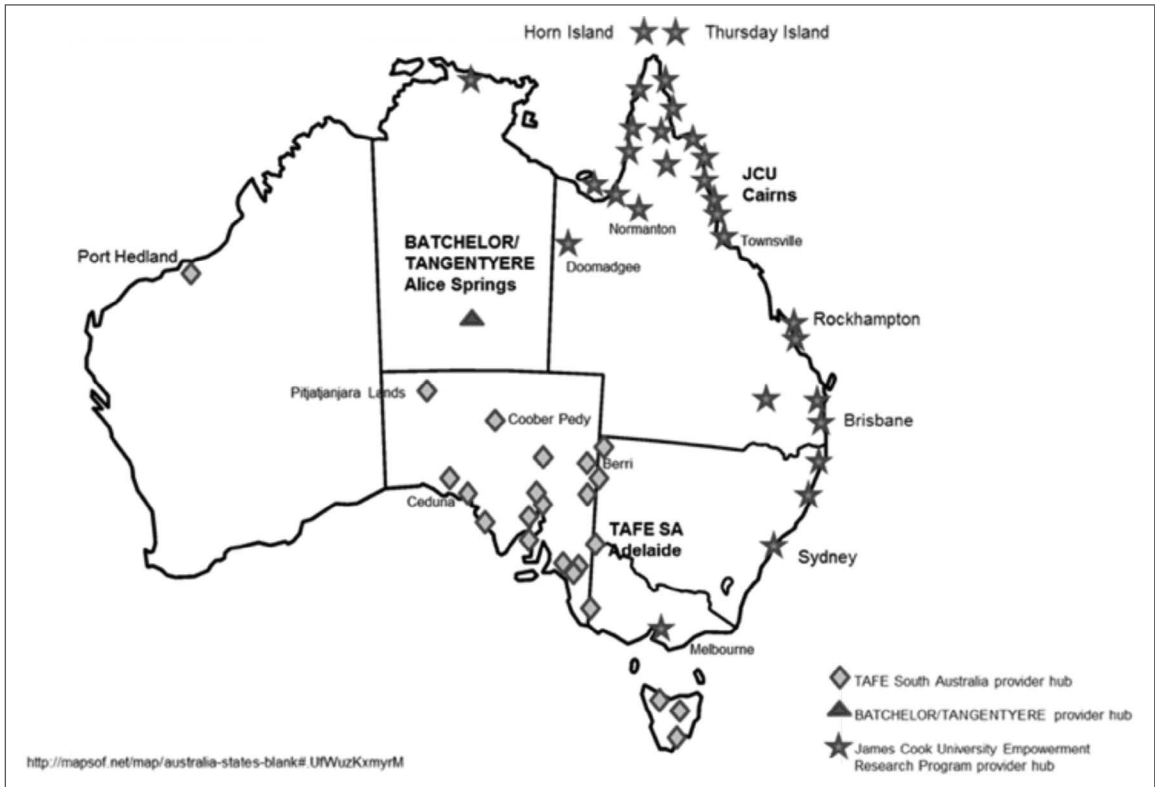 Horn Island
Thursday Island
JCU
Cairns
Normanton
Townsville
Doomadgee
BATCHELOR/
TANGENTYERE
Alice Springs
Port Hedland
Rockhampton
Pitjatjanjara Lands
Coober Pedy
Brisbane
Berri
Ceduna
TAFE SA
Adelaide
Sydney
Melbourne
TAFE South Australia provider hub
BATCHELOR/TANGENTYERE provider hub
James Cook University Empowerment
Research Program provider hub
http://mapsof.net/map/australia-states-blank#.UfWuzKxmyrM